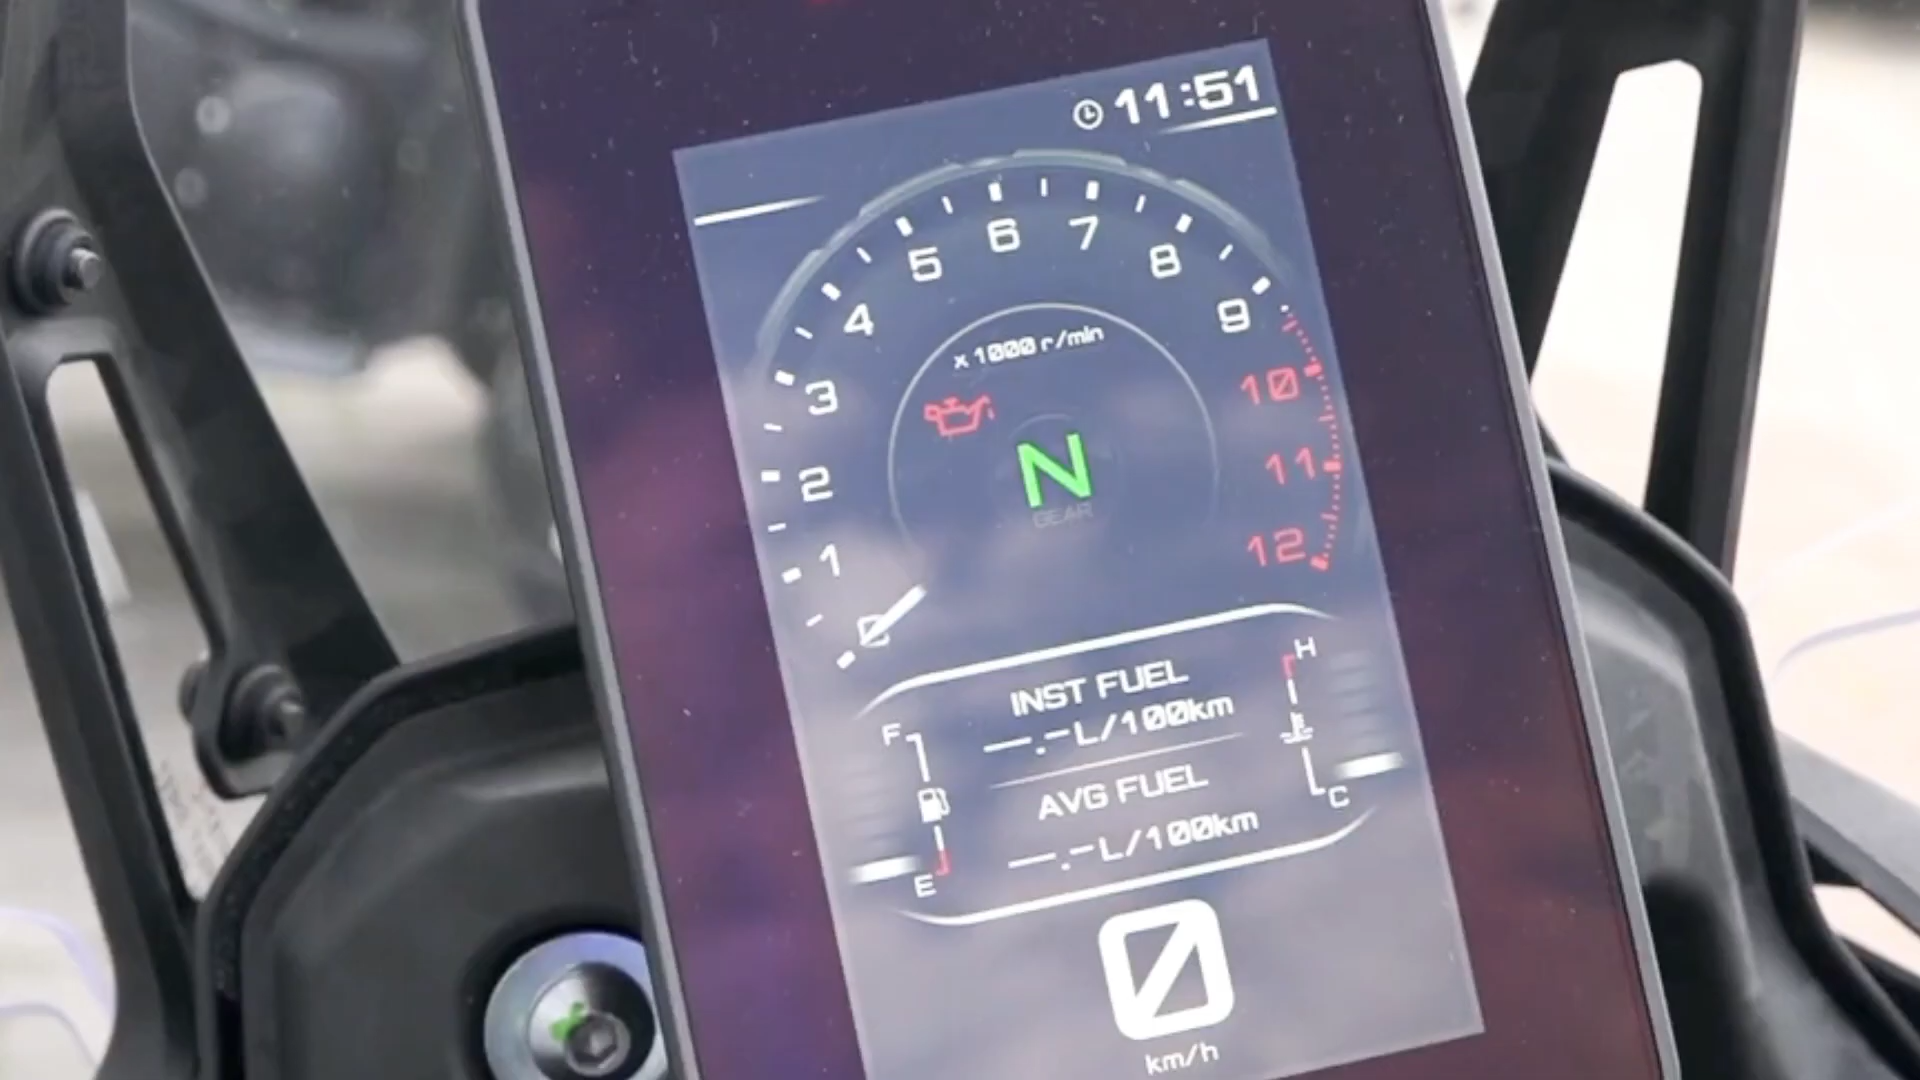 11:51
6 7
5 8
4 9
x 1000 r/min
3 10
N
2 11
GEAR
1 12
0
INST FUEL
--.-L/100km
AVG FUEL
--.-L/100km
F
E
H
C
0
km/h